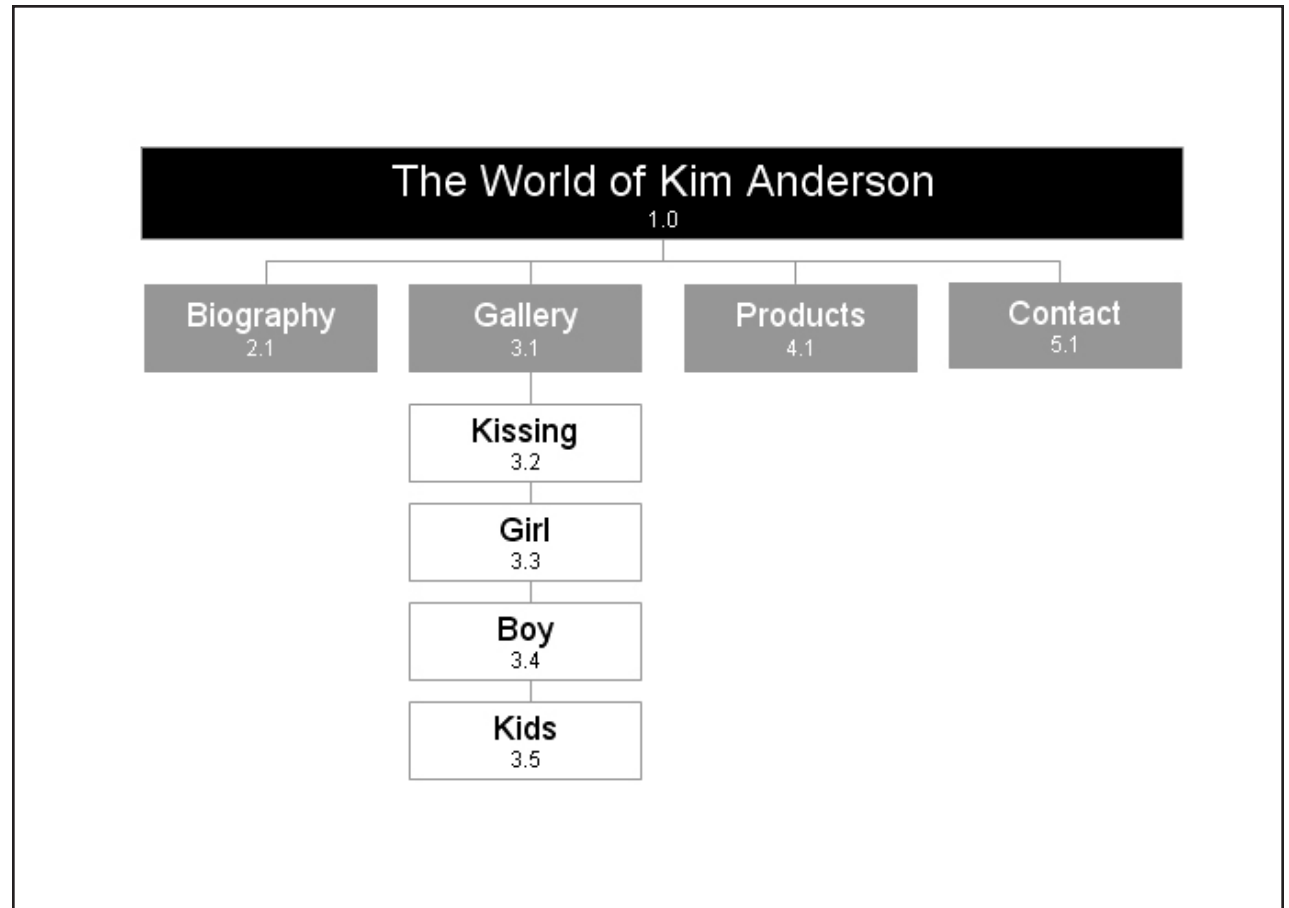 The World of Kim Anderson
1.0
Biography
2.1
Gallery
3.1
Products
4.1
Contact
5.1
Kissing
3.2
Girl
3.3
Boy
3.4
Kids
3.5